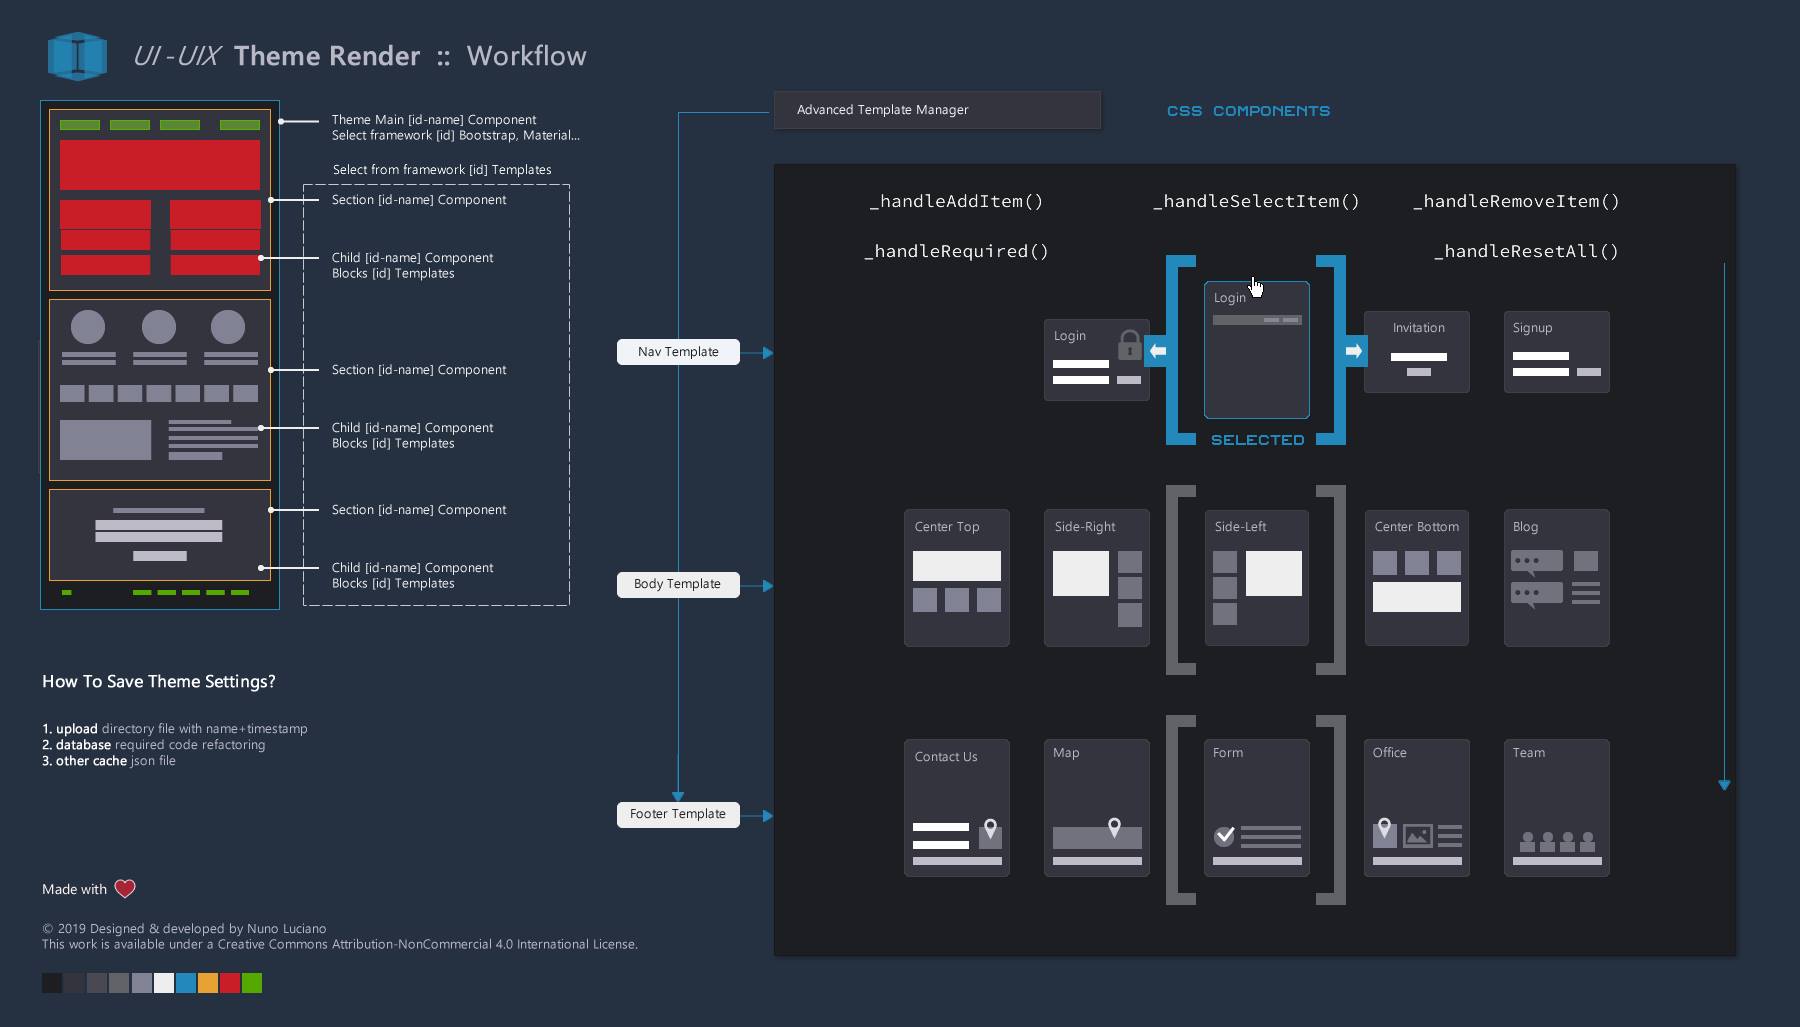 UI-UIX Theme Render :: Workflow
Theme Main [id-name] Component
Select framework [id] Bootstrap, Material...
Select from framework [id] Templates
Section [id-name] Component
Child [id-name] Component
Blocks [id] Templates
Section [id-name] Component
Child [id-name] Component
Blocks [id] Templates
Section [id-name] Component
Child [id-name] Component
Blocks [id] Templates
How To Save Theme Settings?
1. upload directory file with name+timestamp
2. database required code refactoring
3. other cache json file
Made with
© 2019 Designed & developed by Nuno Luciano
This work is available under a Creative Commons Attribution-NonCommercial 4.0 International License.
Advanced Template Manager
CSS COMPONENTS
_handleAddItem() _handleSelectItem() _handleRemoveItem()
_handleRequired() _handleResetAll()
Nav Template
Login
Login
Invitation
Signup
SELECTED
Body Template
Center Top
Side-Right
Side-Left
Center Bottom
Blog
Footer Template
Contact Us
Map
Form
Office
Team